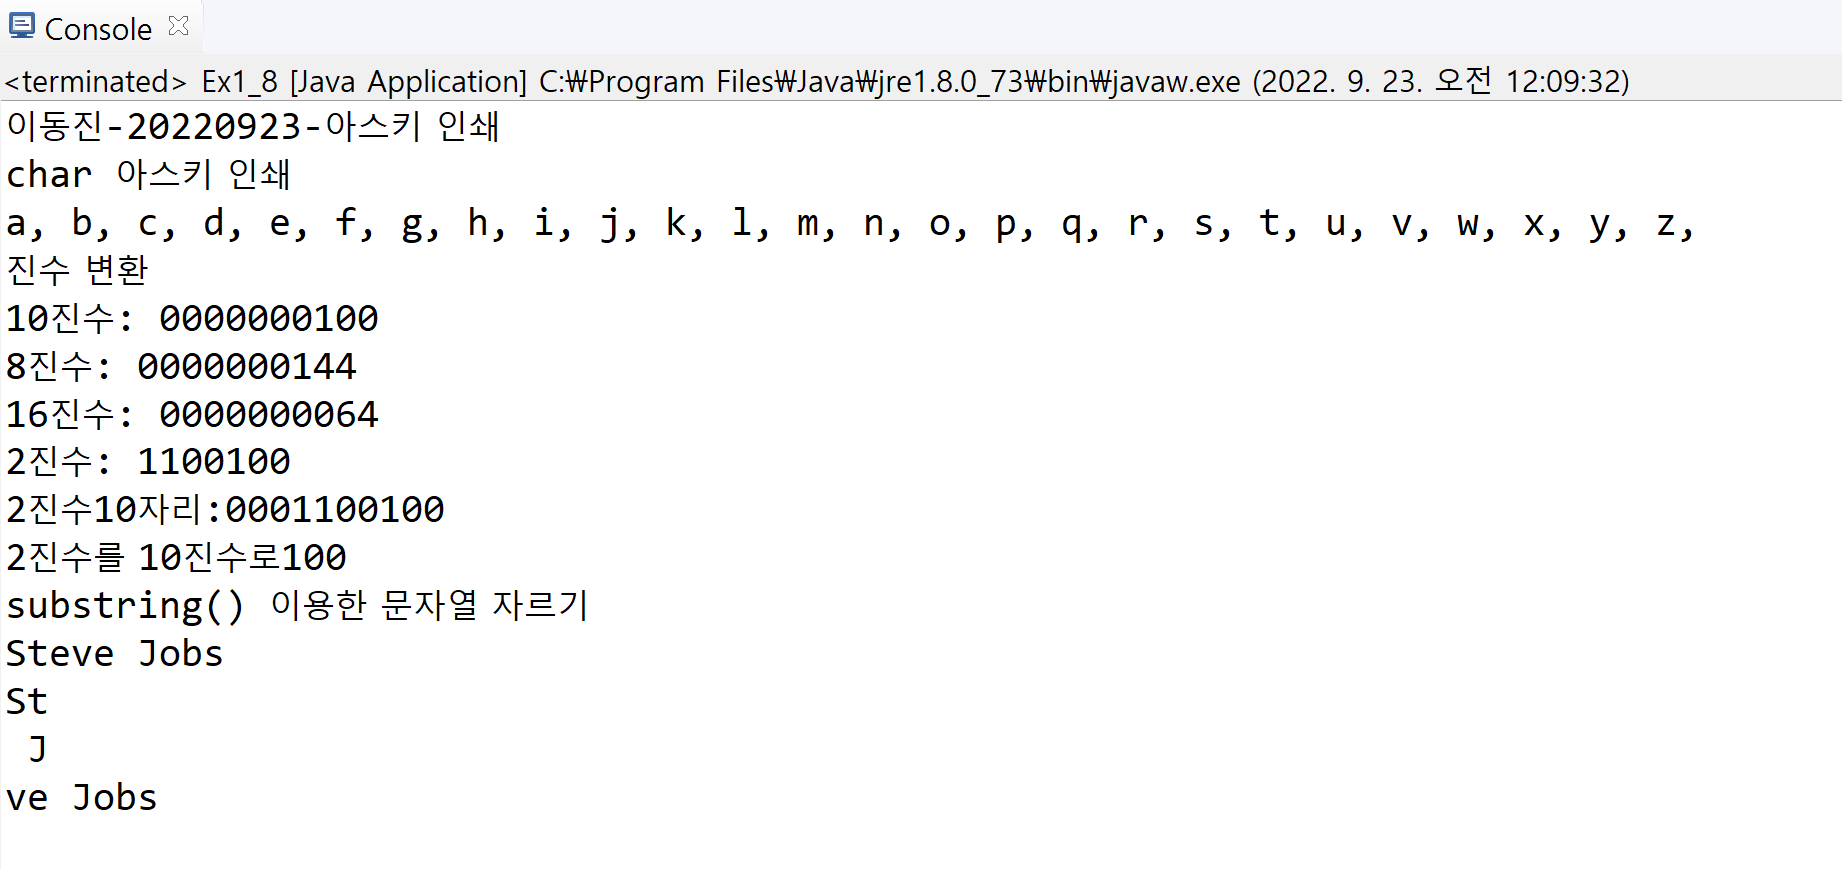 Console
<terminated> Ex1_8 [Java Application] C:₩Program Files₩Java₩jre1.8.0_73₩bin₩javaw.exe (2022. 9. 23. 오전 12:09:32)
이동진-20220923-아스키 인쇄
char 아스키 인쇄
a, b, c, d, e, f, g, h, i, j, k, l, m, n, o, p, q, r, s, t, u, v, w, x, y, z,
진수 변환
10진수: 0000000100
8진수: 0000000144
16진수: 0000000064
2진수: 1100100
2진수10자리:0001100100
2진수를 10진수로100
substring() 이용한 문자열 자르기
Steve Jobs
St
 J
ve Jobs